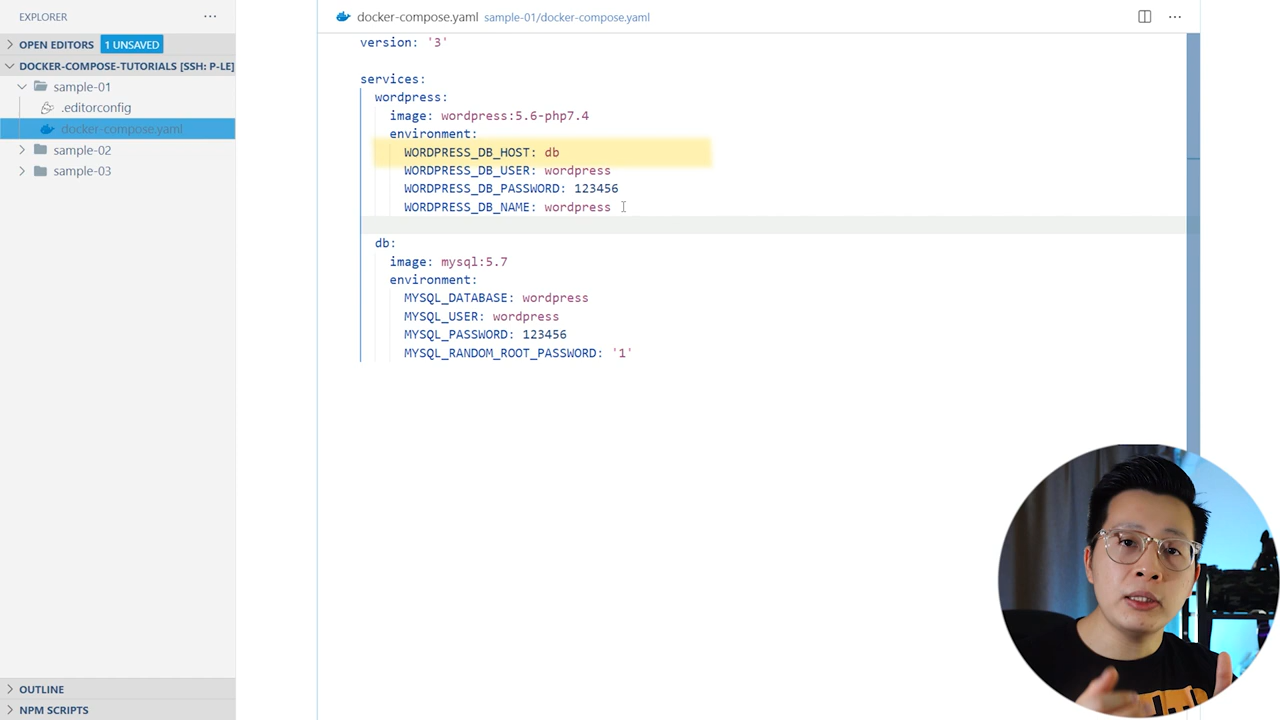 EXPLORER
OPEN EDITORS 1 UNSAVED
DOCKER-COMPOSE-TUTORIALS [SSH: P-LE]
sample-01
.editorconfig
docker-compose.yaml
sample-02
sample-03
OUTLINE
NPM SCRIPTS
docker-compose.yaml sample-01/docker-compose.yaml
version: '3'
services:
wordpress:
image: wordpress:5.6-php7.4
environment:
WORDPRESS_DB_HOST: db
WORDPRESS_DB_USER: wordpress
WORDPRESS_DB_PASSWORD: 123456
WORDPRESS_DB_NAME: wordpress
db:
image: mysql:5.7
environment:
MYSQL_DATABASE: wordpress
MYSQL_USER: wordpress
MYSQL_PASSWORD: 123456
MYSQL_RANDOM_ROOT_PASSWORD: '1'